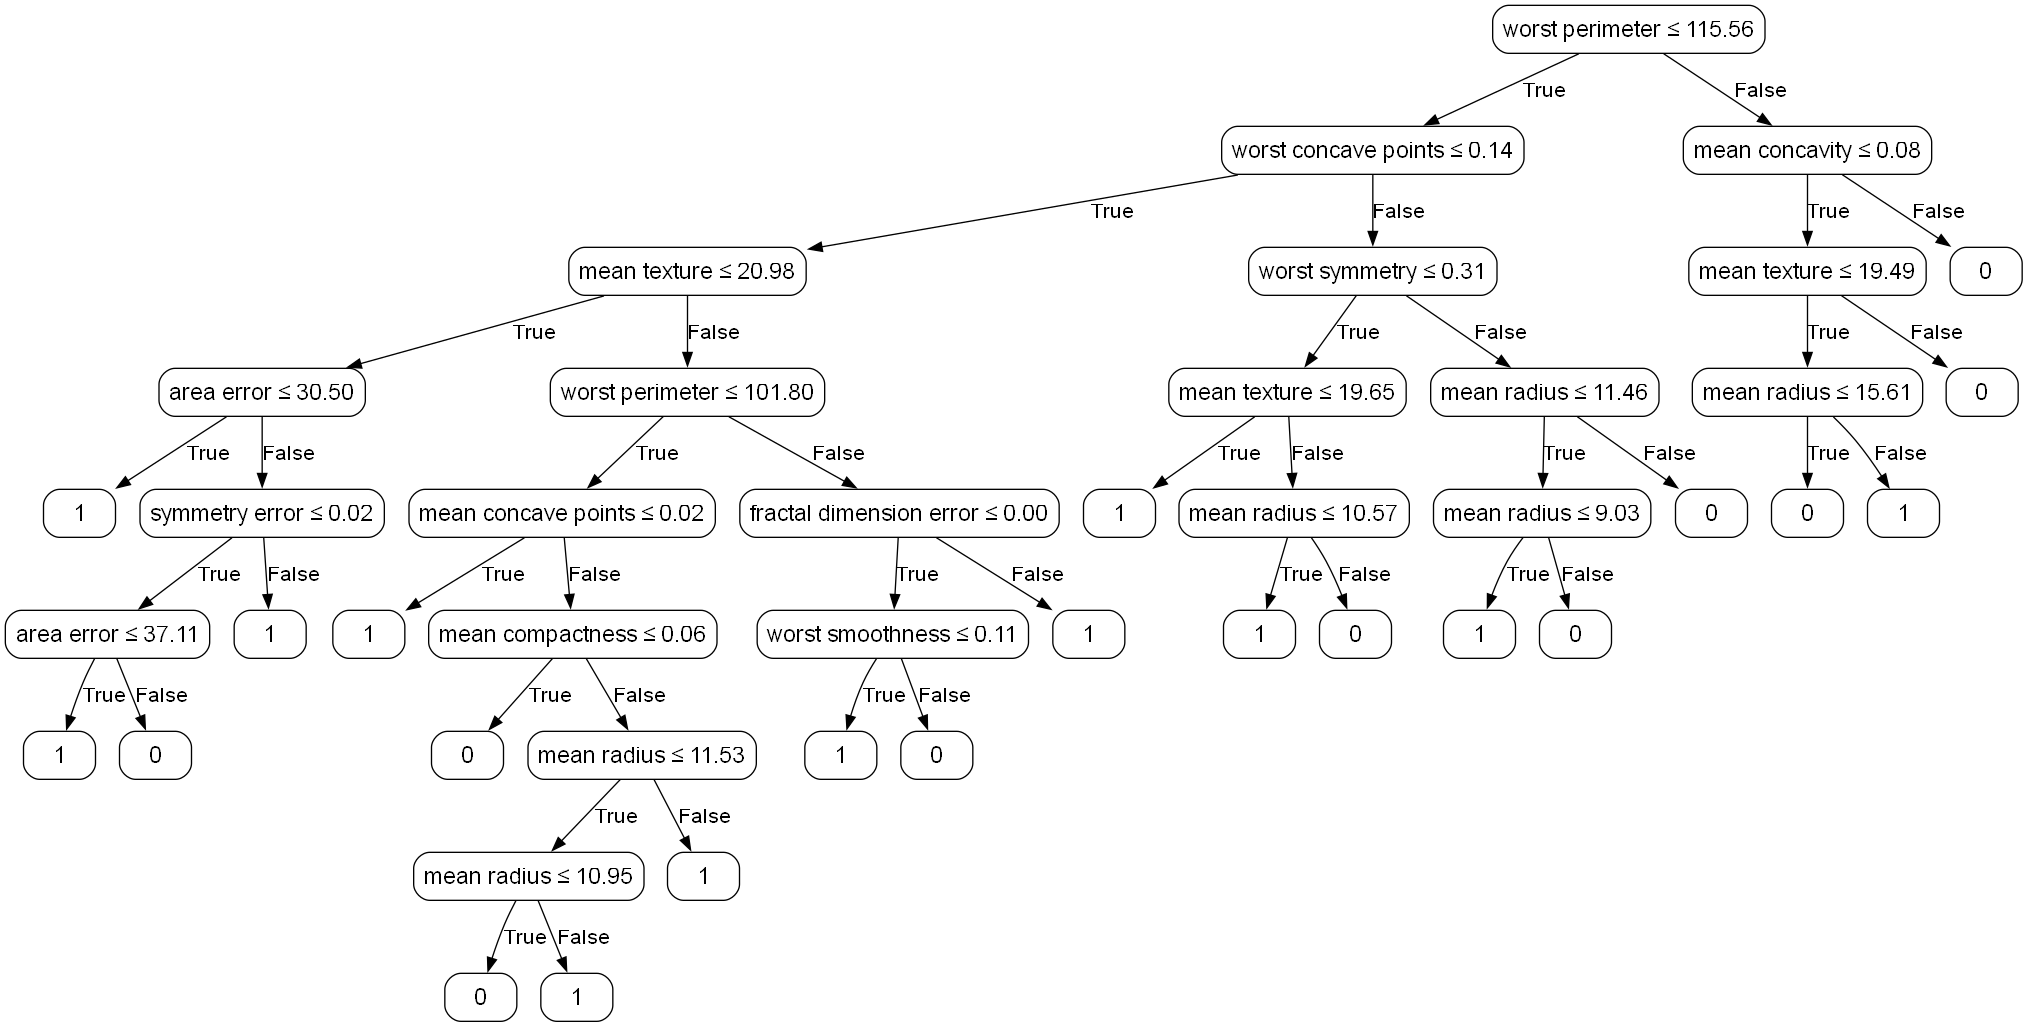 worst perimeter ≤ 115.56
True
False
worst concave points ≤ 0.14
mean concavity ≤ 0.08
True
False
True
False
mean texture ≤ 20.98
worst symmetry ≤ 0.31
mean texture ≤ 19.49
0
True
False
True
False
True
False
area error ≤ 30.50
worst perimeter ≤ 101.80
mean texture ≤ 19.65
mean radius ≤ 11.46
mean radius ≤ 15.61
0
True
False
True
False
True
False
True
False
True
False
1
symmetry error ≤ 0.02
mean concave points ≤ 0.02
fractal dimension error ≤ 0.00
1
mean radius ≤ 10.57
mean radius ≤ 9.03
0
0
1
True
False
True
False
True
False
True
False
True
False
area error ≤ 37.11
1
1
mean compactness ≤ 0.06
worst smoothness ≤ 0.11
1
1
0
1
0
True
False
True
False
True
False
1
0
0
mean radius ≤ 11.53
1
0
True
False
mean radius ≤ 10.95
1
True
False
0
1